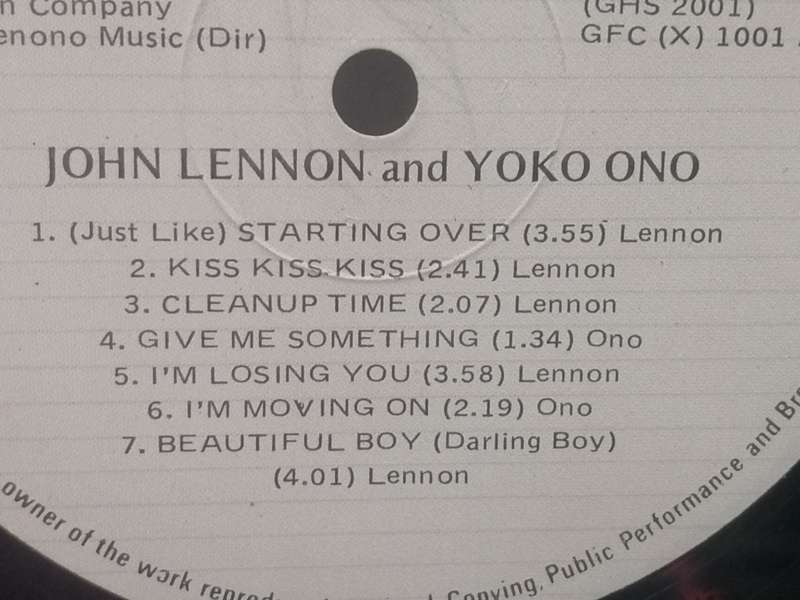 n Company
enono Music (Dir)
(GHS 2001)
GFC (X) 1001
JOHN LENNON and YOKO ONO
1. (Just Like) STARTING OVER (3.55) Lennon
2. KISS KISS KISS (2.41) Lennon
3. CLEANUP TIME (2.07) Lennon
4. GIVE ME SOMETHING (1.34) Ono
5. I'M LOSING YOU (3.58) Lennon
6. I'M MOVING ON (2.19) Ono
7. BEAUTIFUL BOY (Darling Boy)
(4.01) Lennon
owner of the work reprod Copying, Public Performance and Br